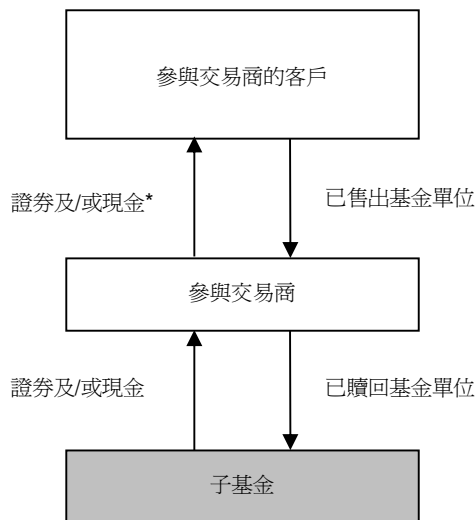 參與交易商的客戶
證券及/或現金*
已售出基金單位
參與交易商
證券及/或現金
已贖回基金單位
子基金